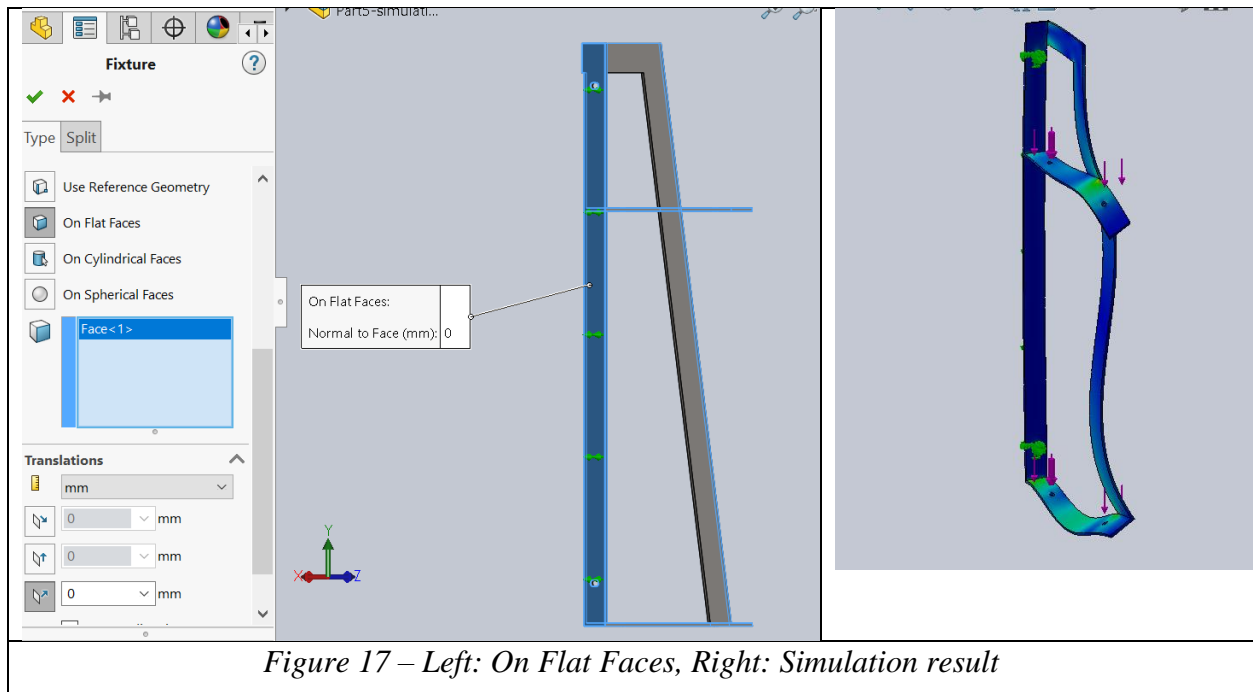 Part5-simulati...
Fixture
?
Type Split
Use Reference Geometry
On Flat Faces
On Cylindrical Faces
On Spherical Faces
Face<1>
Translations
mm
0 mm
0 mm
0 mm
On Flat Faces:
Normal to Face (mm): 0
Y
X Z
Figure 17 – Left: On Flat Faces, Right: Simulation result